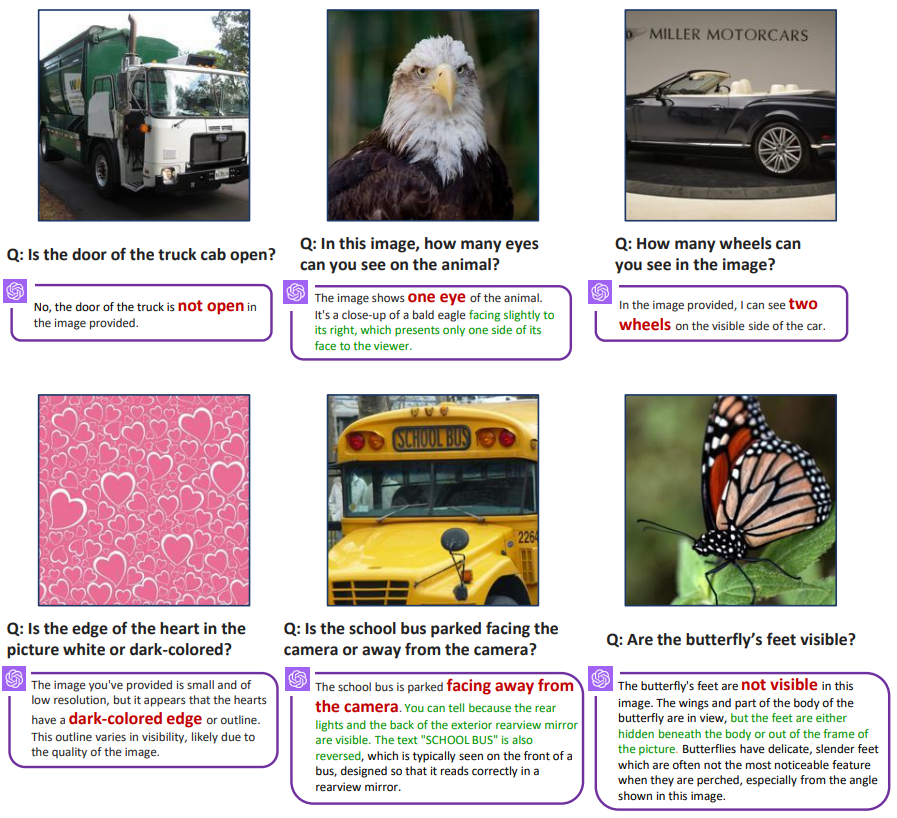 MILLER MOTORCARS
Q: Is the door of the truck cab open?
Q: In this image, how many eyes
can you see on the animal?
Q: How many wheels can
you see in the image?
No, the door of the truck is not open in
the image provided.
The image shows one eye of the animal.
It's a close-up of a bald eagle facing slightly to
its right, which presents only one side of its
face to the viewer.
In the image provided, I can see two
wheels on the visible side of the car.
SCHOOL BUS
2264
Q: Is the edge of the heart in the
picture white or dark-colored?
Q: Is the school bus parked facing the
camera or away from the camera?
Q: Are the butterfly's feet visible?
The image you've provided is small and of
low resolution, but it appears that the hearts
have a dark-colored edge or outline.
This outline varies in visibility, likely due to
the quality of the image.
The school bus is parked facing away from
the camera. You can tell because the rear
lights and the back of the exterior rearview mirror
are visible. The text "SCHOOL BUS" is also
reversed, which is typically seen on the front of a
bus, designed so that it reads correctly in a
rearview mirror.
The butterfly's feet are not visible in this
image. The wings and part of the body of the
butterfly are in view, but the feet are either
hidden beneath the body or out of the frame of
the picture. Butterflies have delicate, slender feet
which are often not the most noticeable feature
when they are perched, especially from the angle
shown in this image.